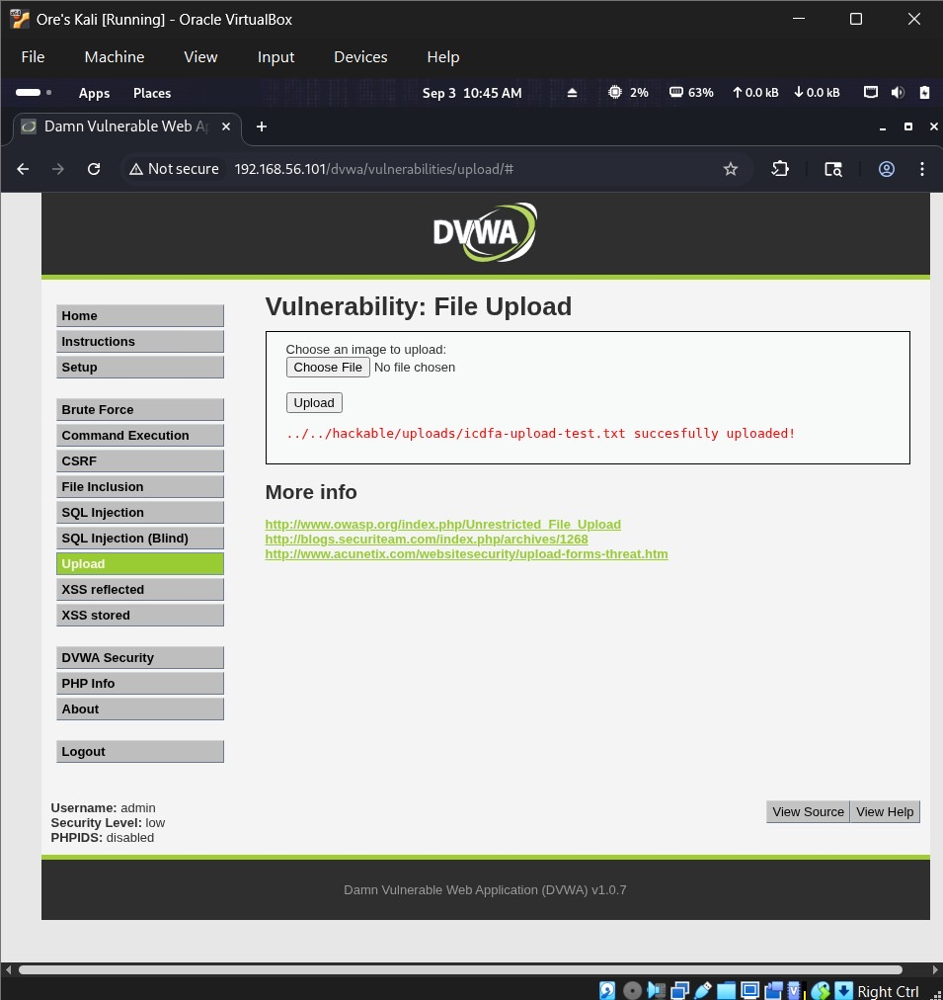 Ore's Kali [Running] - Oracle VirtualBox
File Machine View Input Devices Help
Apps Places Sep 3 10:45 AM 2% 63% 0.0 kB 0.0 kB
Damn Vulnerable Web Ap
Not secure 192.168.56.101/dvwa/vulnerabilities/upload/#
DVWA
Home
Instructions
Setup
Brute Force
Command Execution
CSRF
File Inclusion
SQL Injection
SQL Injection (Blind)
Upload
XSS reflected
XSS stored
DVWA Security
PHP Info
About
Logout
Vulnerability: File Upload
Choose an image to upload:
Choose File No file chosen
Upload
../../hackable/uploads/icdfa-upload-test.txt succesfully uploaded!
More info
http://www.owasp.org/index.php/Unrestricted_File_Upload
http://blogs.securiteam.com/index.php/archives/1268
http://www.acunetix.com/websitesecurity/upload-forms-threat.htm
Username: admin
Security Level: low
PHPIDS: disabled
View Source View Help
Damn Vulnerable Web Application (DVWA) v1.0.7
Right Ctrl